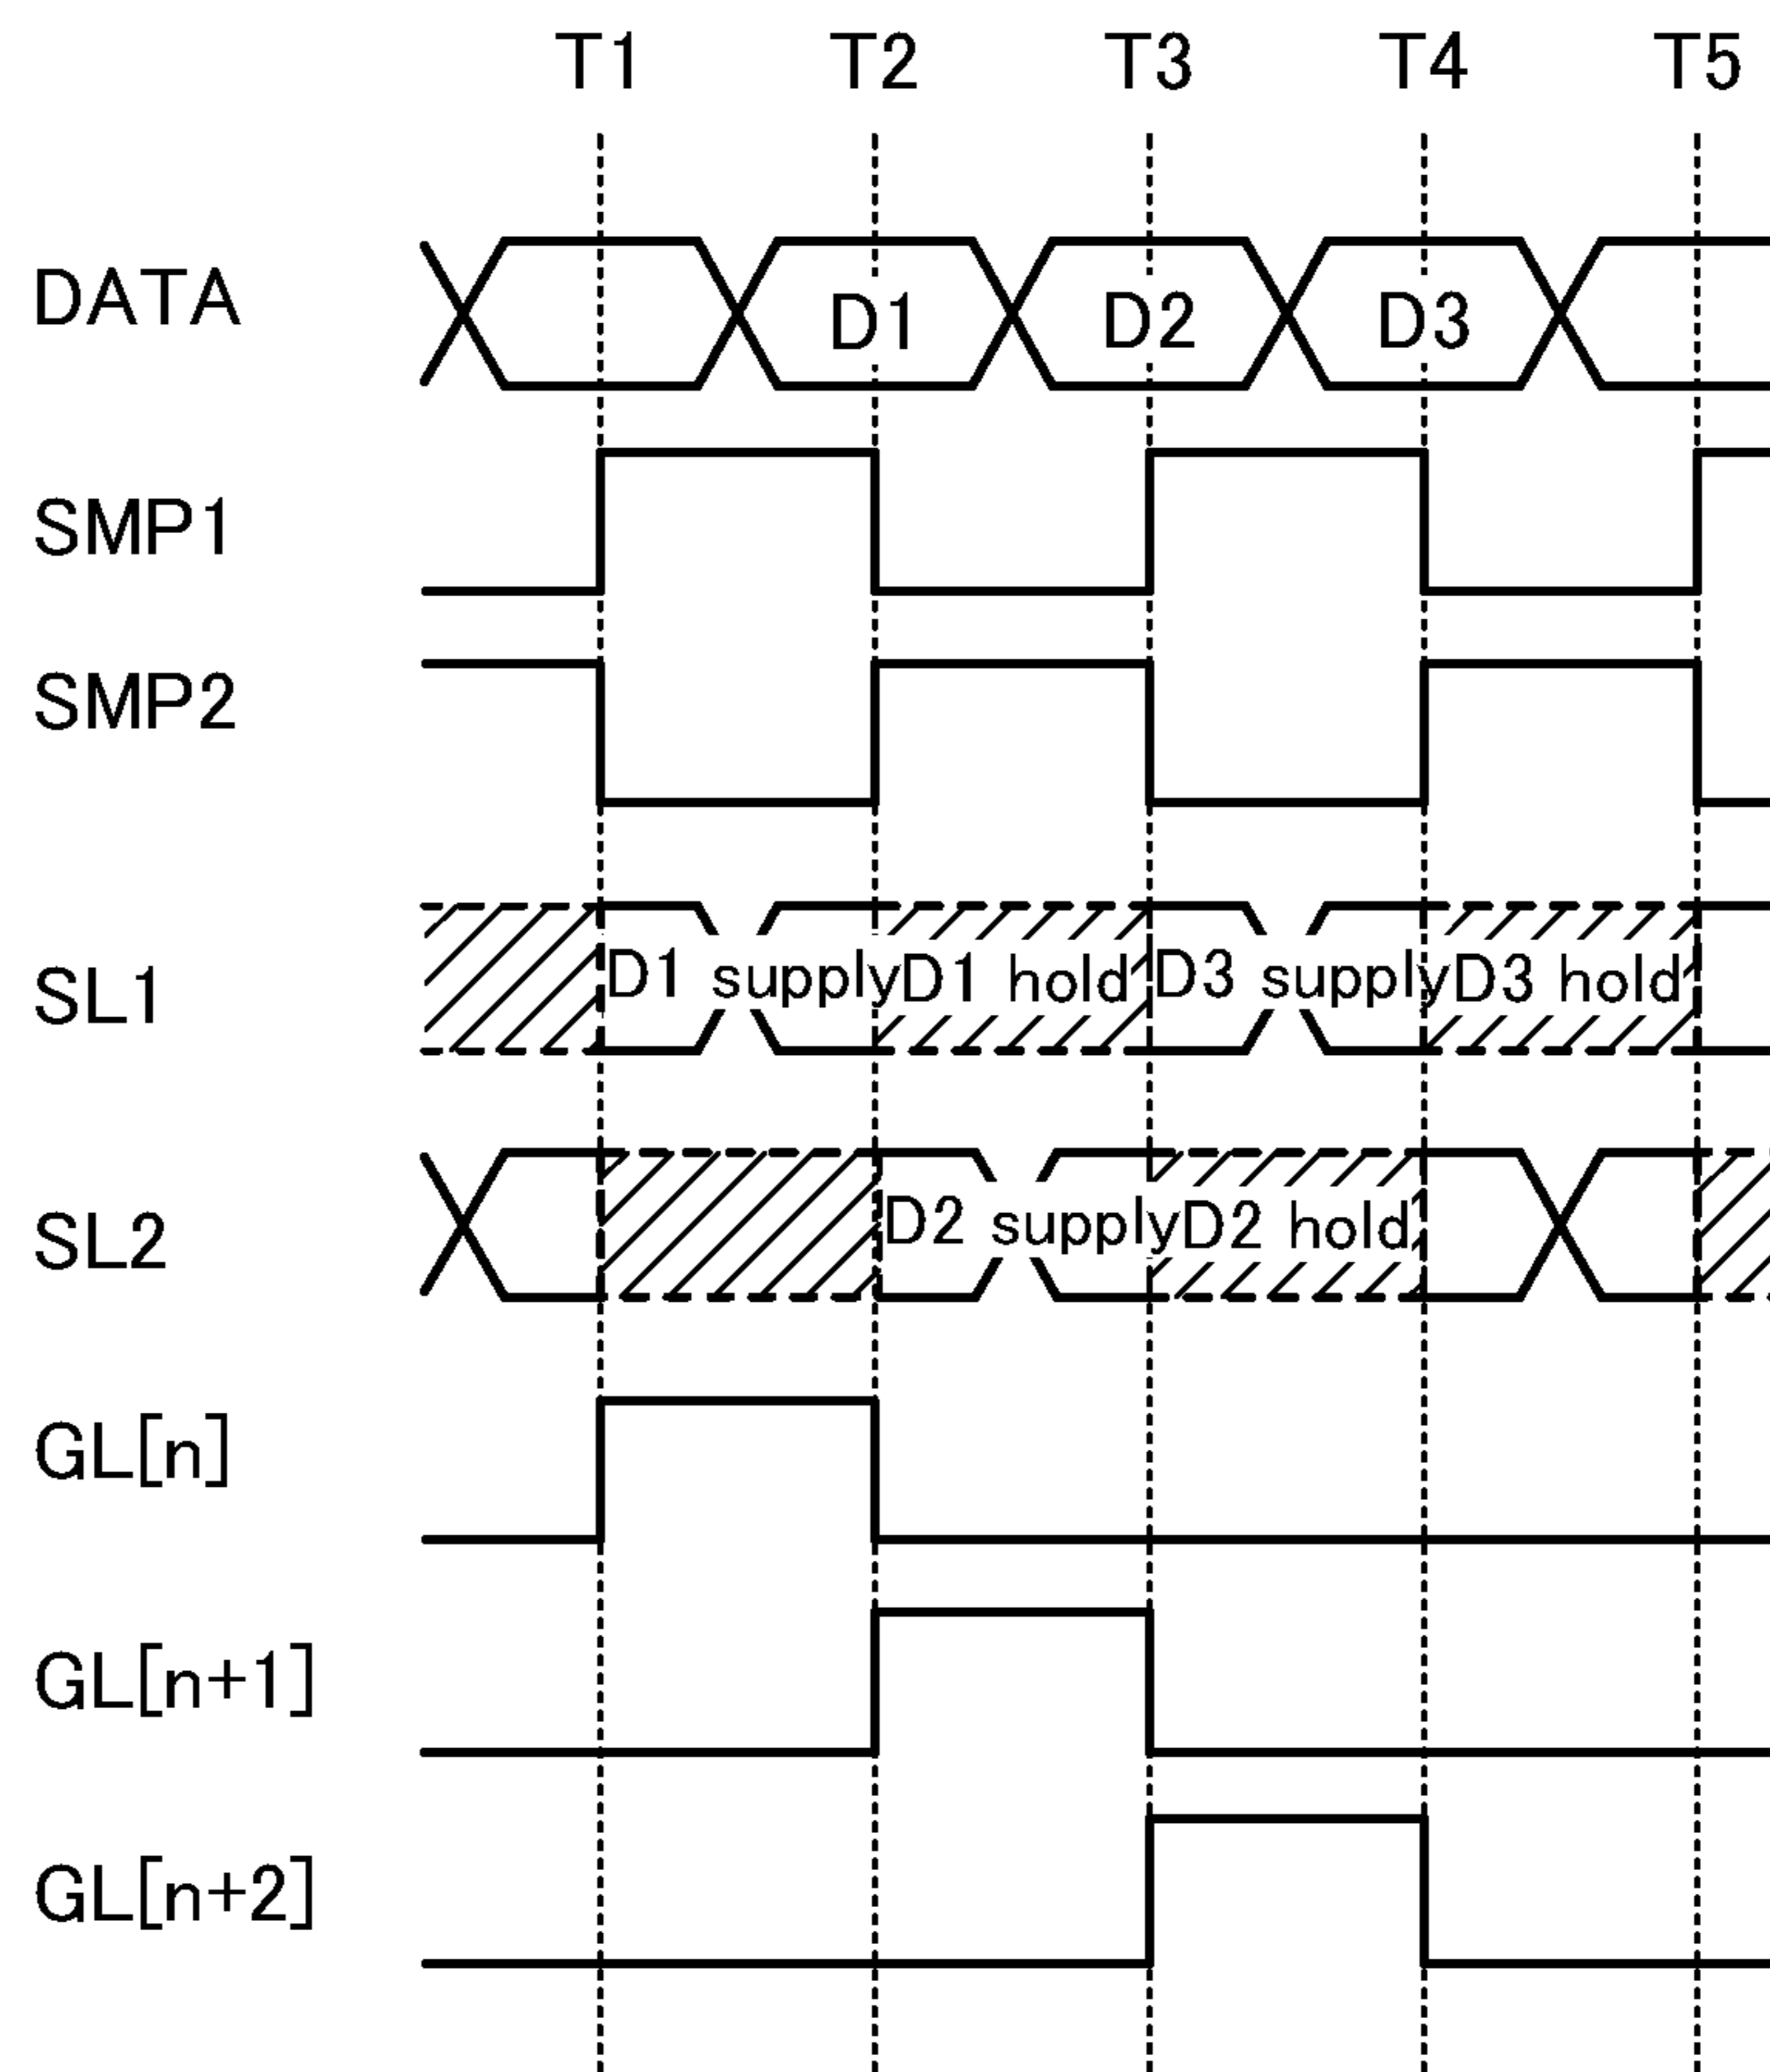 T1 T2 T3 T4 T5
DATA D1 D2 D3
SMP1
SMP2
SL1 D1 supply D1 hold D3 supply D3 hold
SL2 D2 supply D2 hold
GL[n]
GL[n+1]
GL[n+2]